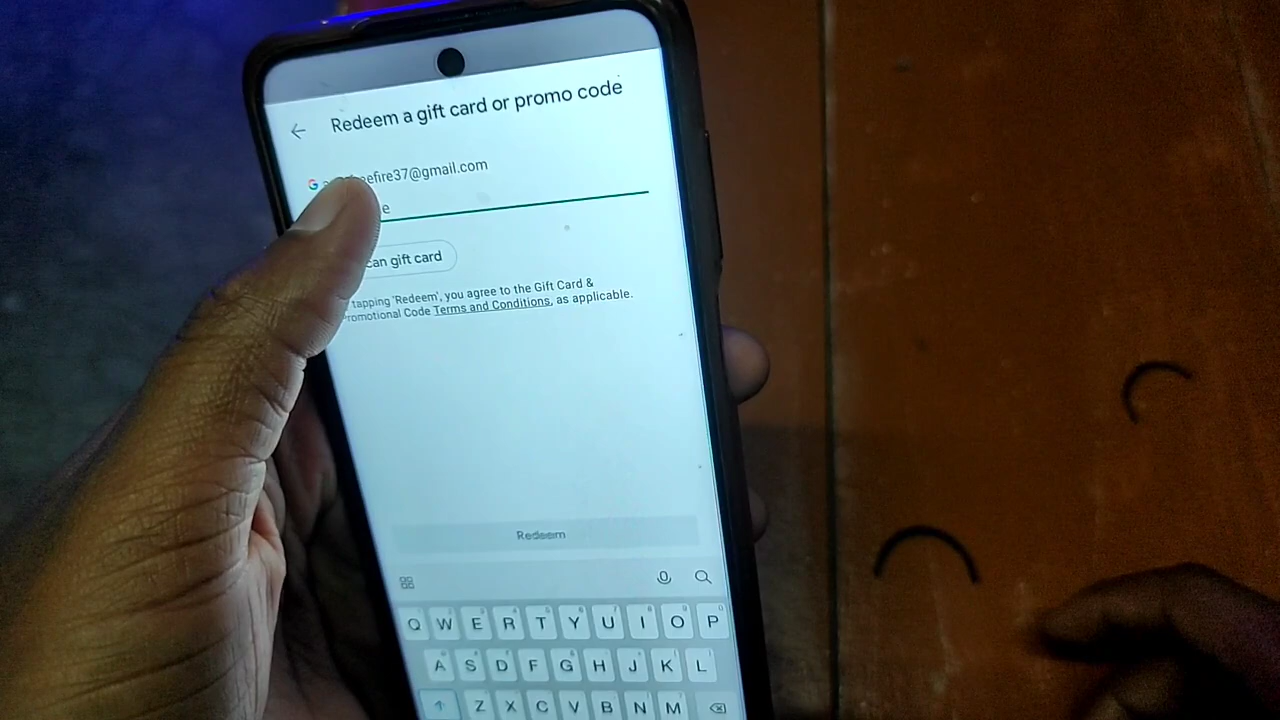 Redeem a gift card or promo code
efire37@gmail.com
e
can gift card
tapping 'Redeem', you agree to the Gift Card &
Promotional Code Terms and Conditions, as applicable.
Redeem
Q W E R T Y U I O P
A S D F G H J K L
Z X C V B N M